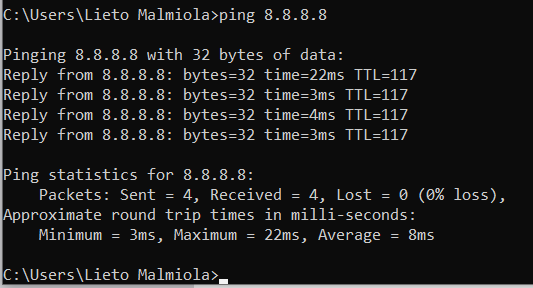 C:\Users\Lieto Malmiola>ping 8.8.8.8
Pinging 8.8.8.8 with 32 bytes of data:
Reply from 8.8.8.8: bytes=32 time=22ms TTL=117
Reply from 8.8.8.8: bytes=32 time=3ms TTL=117
Reply from 8.8.8.8: bytes=32 time=4ms TTL=117
Reply from 8.8.8.8: bytes=32 time=3ms TTL=117
Ping statistics for 8.8.8.8:
    Packets: Sent = 4, Received = 4, Lost = 0 (0% loss),
Approximate round trip times in milli-seconds:
    Minimum = 3ms, Maximum = 22ms, Average = 8ms
C:\Users\Lieto Malmiola>